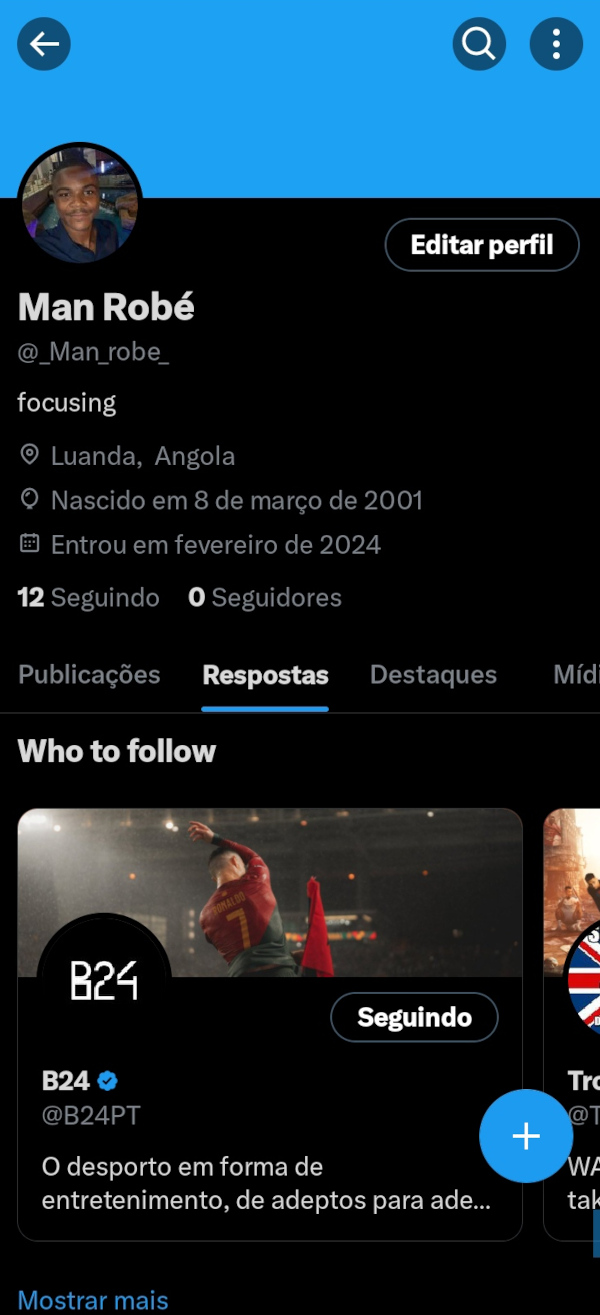 Editar perfil
Man Robé
@_Man_robe_
focusing
Luanda, Angola
Nascido em 8 de março de 2001
Entrou em fevereiro de 2024
12 Seguindo 0 Seguidores
Publicações Respostas Destaques Mídi
Who to follow
RONALDO
7
B24
Seguindo
B24
@B24PT
O desporto em forma de
entretenimento, de adeptos para ade...
Tro
@T
WA
tak
Mostrar mais